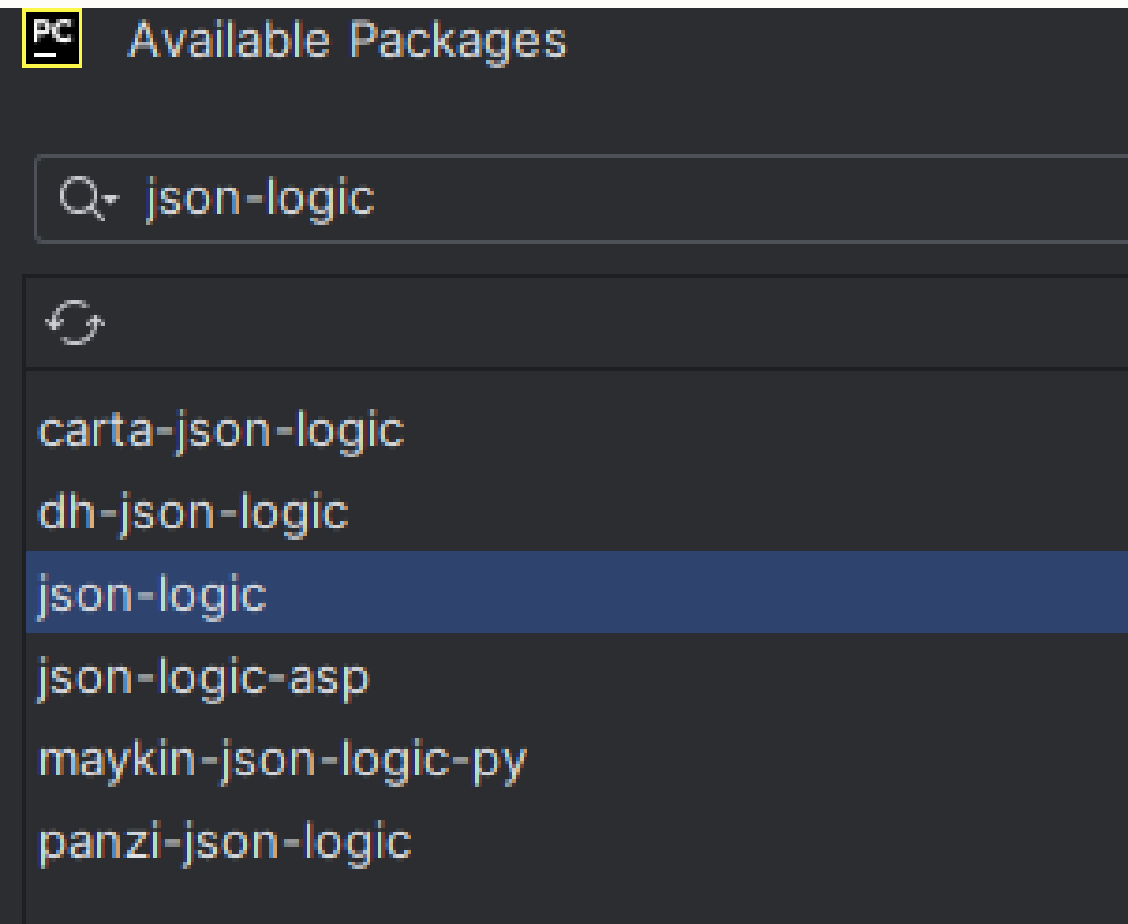 PC
Available Packages
json-logic
carta-json-logic
dh-json-logic
json-logic
json-logic-asp
maykin-json-logic-py
panzi-json-logic